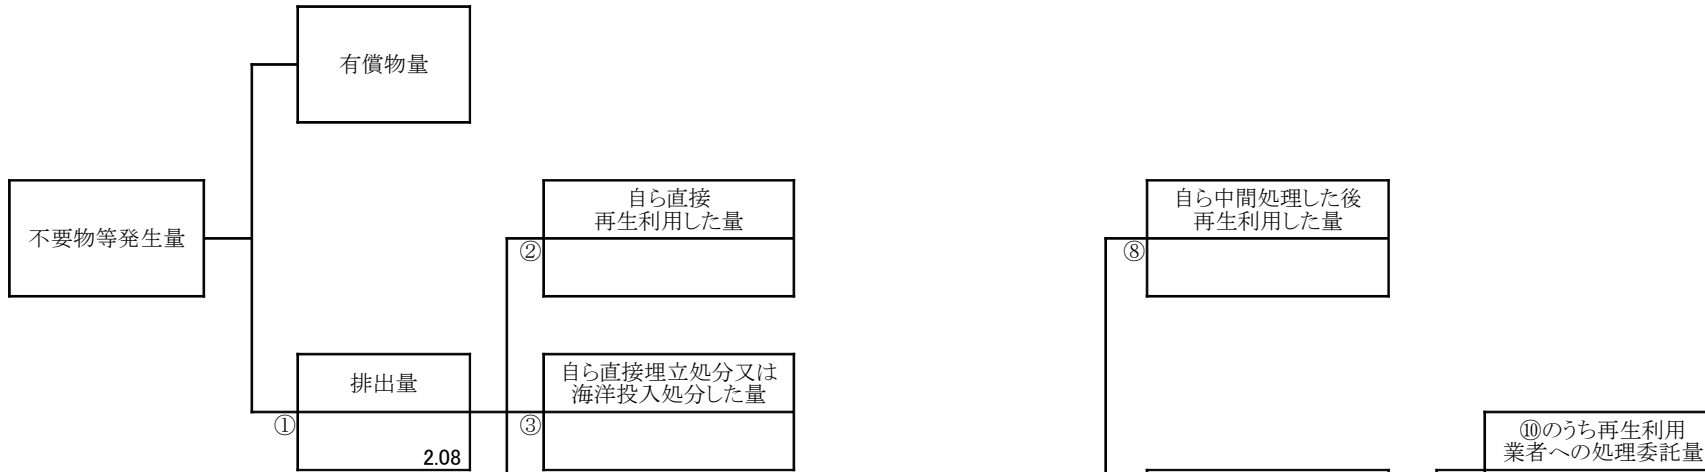 有償物量
不要物等発生量
自ら直接
再生利用した量
②
自ら中間処理した後
再生利用した量
⑧
排出量
①
2.08
自ら直接埋立処分又は
海洋投入処分した量
③
⑩のうち再生利用
業者への処理委託量